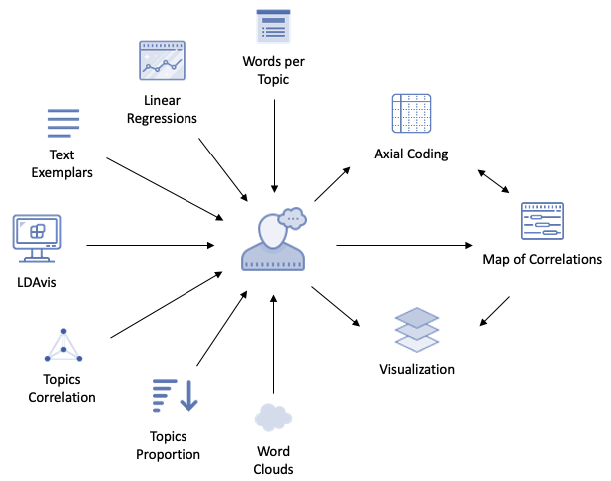 Words per
Topic
Linear
Regressions
Axial Coding
Text
Exemplars
Map of Correlations
LDAvis
Visualization
Topics
Correlation
Topics
Proportion
Word
Clouds